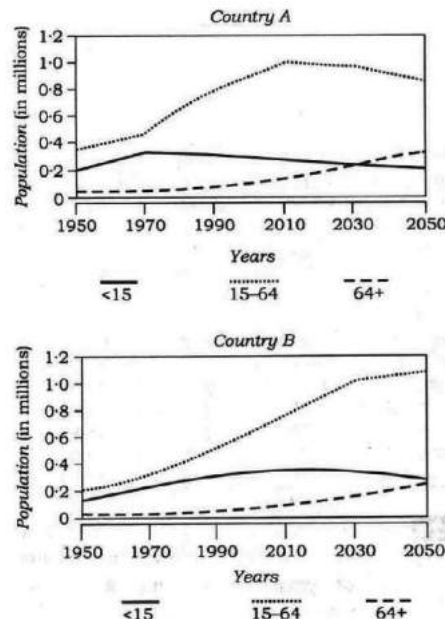 Country A
Population (in millions)
1·2
1·0
0·8
0·6
0·4
0·2
0
1950 1970 1990 2010 2030 2050
Years
<15 15–64 64+
Country B
Population (in millions)
1·2
1·0
0·8
0·6
0·4
0·2
0
1950 1970 1990 2010 2030 2050
Years
<15 15–64 64+